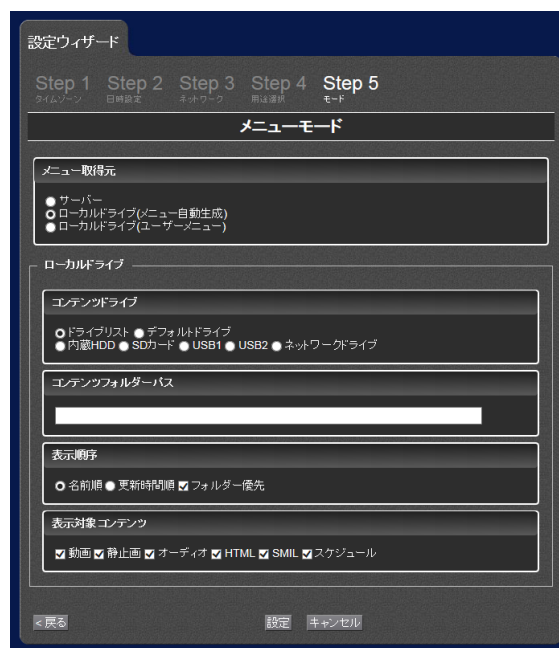 設定ウィザード
Step 1 Step 2 Step 3 Step 4 Step 5
タイムゾーン 日時設定 ネットワーク 用途選択 モード
メニューモード
メニュー取得元
サーバー
ローカルドライブ(メニュー自動生成)
ローカルドライブ(ユーザーメニュー)
ローカルドライブ
コンテンツドライブ
ドライブリスト デフォルトドライブ
内蔵HDD SDカード USB1 USB2 ネットワークドライブ
コンテンツフォルダーパス
表示順序
名前順 更新時間順 フォルダー優先
表示対象コンテンツ
動画 静止画 オーディオ HTML SMIL スケジュール
<戻る 設定 キャンセル